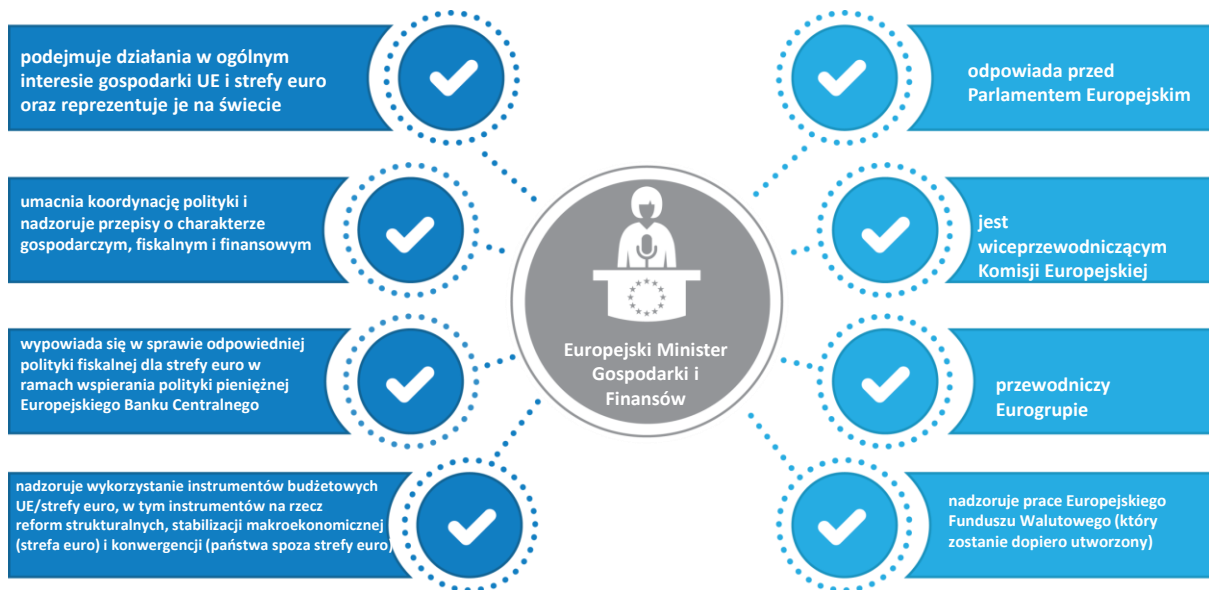 podejmuje działania w ogólnym
interesie gospodarki UE i strefy euro
oraz reprezentuje je na świecie
umacnia koordynację polityki i
nadzoruje przepisy o charakterze
gospodarczym, fiskalnym i finansowym
wypowiada się w sprawie odpowiedniej
polityki fiskalnej dla strefy euro w
ramach wspierania polityki pieniężnej
Europejskiego Banku Centralnego
nadzoruje wykorzystanie instrumentów budżetowych
UE/strefy euro, w tym instrumentów na rzecz
reform strukturalnych, stabilizacji makroekonomicznej
(strefa euro) i konwergencji (państwa spoza strefy euro)
Europejski Minister
Gospodarki i
Finansów
odpowiada przed
Parlamentem Europejskim
jest
wiceprzewodniczącym
Komisji Europejskiej
przewodniczy
Eurogrupie
nadzoruje prace Europejskiego
Funduszu Walutowego (który
zostanie dopiero utworzony)